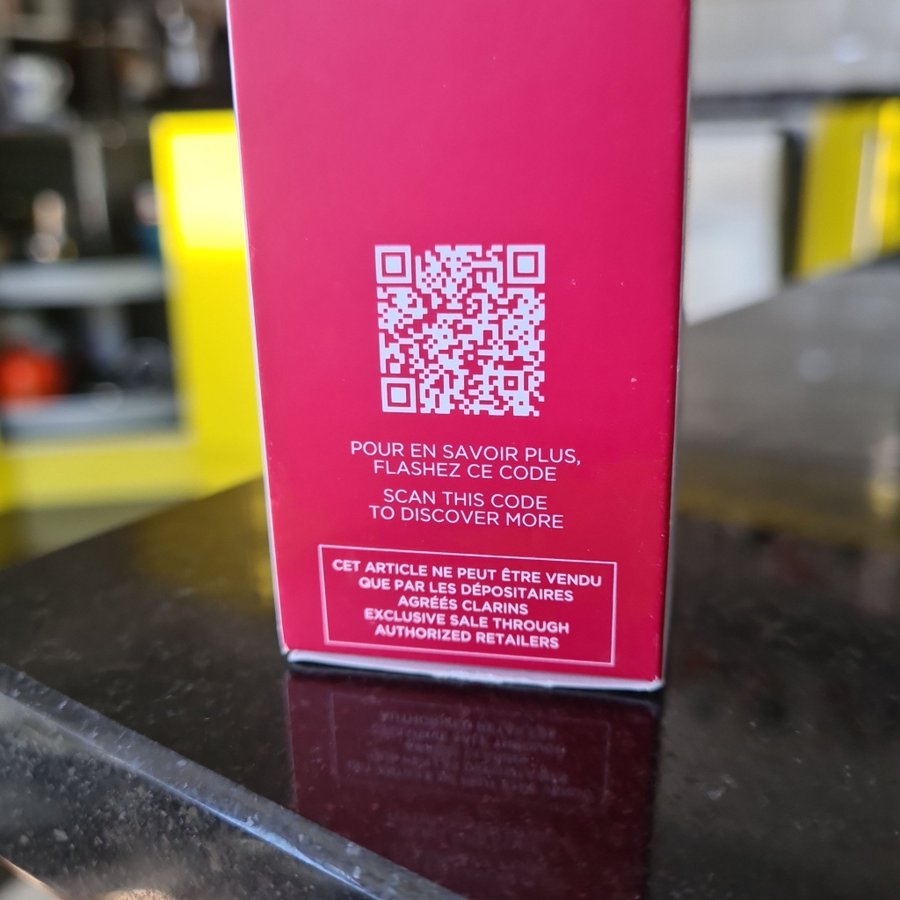 POUR EN SAVOIR PLUS,
FLASHEZ CE CODE
SCAN THIS CODE
TO DISCOVER MORE
CET ARTICLE NE PEUT ÊTRE VENDU
QUE PAR LES DÉPOSITAIRES
AGRÉÉS CLARINS
EXCLUSIVE SALE THROUGH
AUTHORIZED RETAILERS